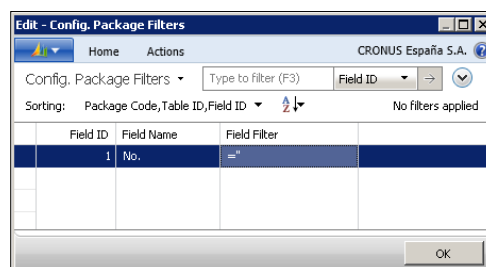 Edit - Config. Package Filters
Home Actions CRONUS España S.A.
Config. Package Filters Type to filter (F3) Field ID
Sorting: Package Code,Table ID,Field ID No filters applied
Field ID Field Name Field Filter
1 No. =''
OK